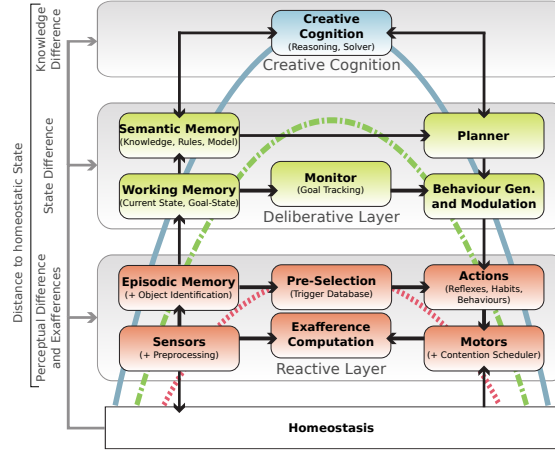 Creative
Cognition
(Reasoning, Solver)
Creative Cognition
Semantic Memory
(Knowledge, Rules, Model)
Planner
Working Memory
(Current State, Goal-State)
Monitor
(Goal Tracking)
Behaviour Gen.
and Modulation
Deliberative Layer
Episodic Memory
(+ Object Identification)
Pre-Selection
(Trigger Database)
Actions
(Reflexes, Habits,
Behaviours)
Sensors
(+ Preprocessing)
Exafference
Computation
Motors
(+ Contention Scheduler)
Reactive Layer
Homeostasis
Distance to homeostatic State
Knowledge
Difference
State Difference
Perceptual Difference
and Exafferences